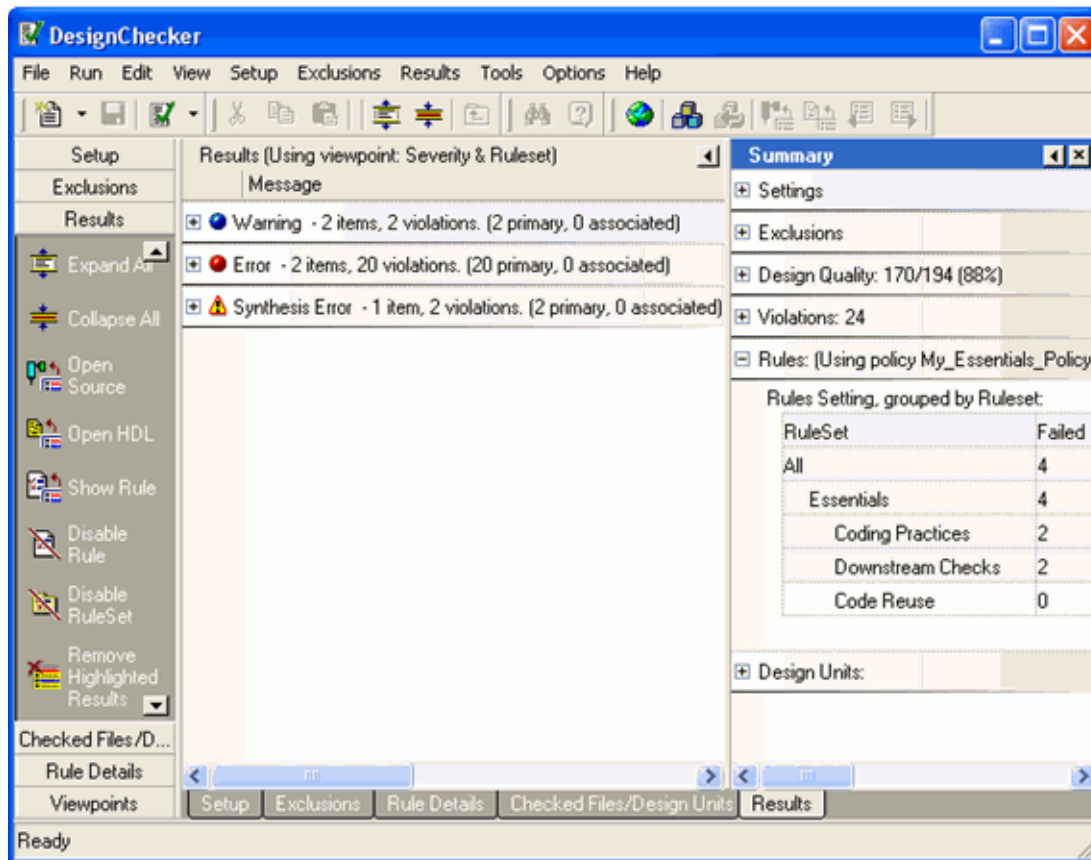 DesignChecker
File Run Edit View Setup Exclusions Results Tools Options Help
Setup
Exclusions
Results
Expand All
Collapse All
Open
Source
Open HDL
Show Rule
Disable
Rule
Disable
RuleSet
Remove
Highlighted
Results
Checked Files/D...
Rule Details
Viewpoints
Results (Using viewpoint: Severity & Ruleset)
Message
Warning - 2 items, 2 violations. (2 primary, 0 associated)
Error - 2 items, 20 violations. (20 primary, 0 associated)
Synthesis Error - 1 item, 2 violations. (2 primary, 0 associated)
Summary
Settings
Exclusions
Design Quality: 170/194 (88%)
Violations: 24
Rules: (Using policy My_Essentials_Policy
Rules Setting, grouped by Ruleset:
RuleSet Failed
All 4
Essentials 4
Coding Practices 2
Downstream Checks 2
Code Reuse 0
Design Units:
Setup Exclusions Rule Details Checked Files/Design Units Results
Ready